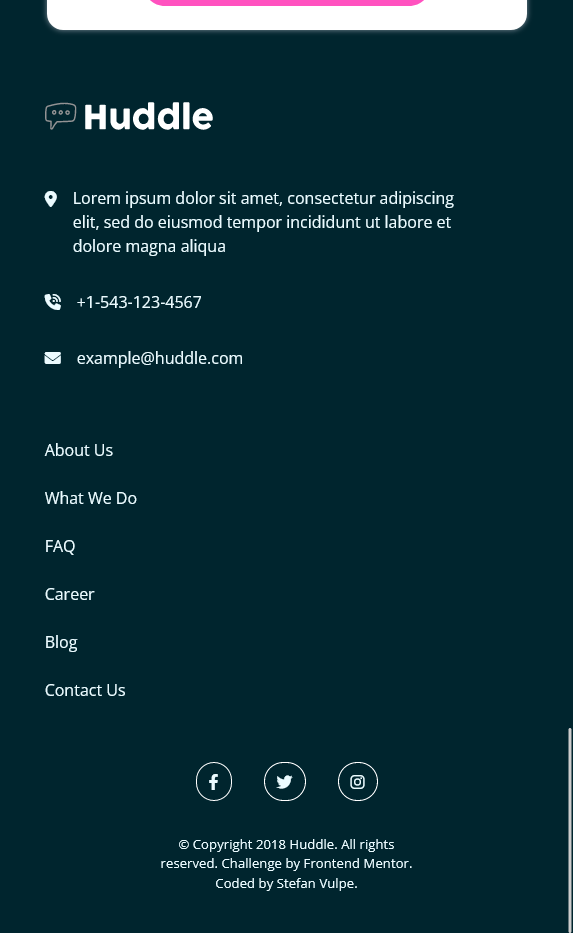 Huddle
Lorem ipsum dolor sit amet, consectetur adipiscing
elit, sed do eiusmod tempor incididunt ut labore et
dolore magna aliqua
+1-543-123-4567
example@huddle.com
About Us
What We Do
FAQ
Career
Blog
Contact Us
© Copyright 2018 Huddle. All rights
reserved. Challenge by Frontend Mentor.
Coded by Stefan Vulpe.